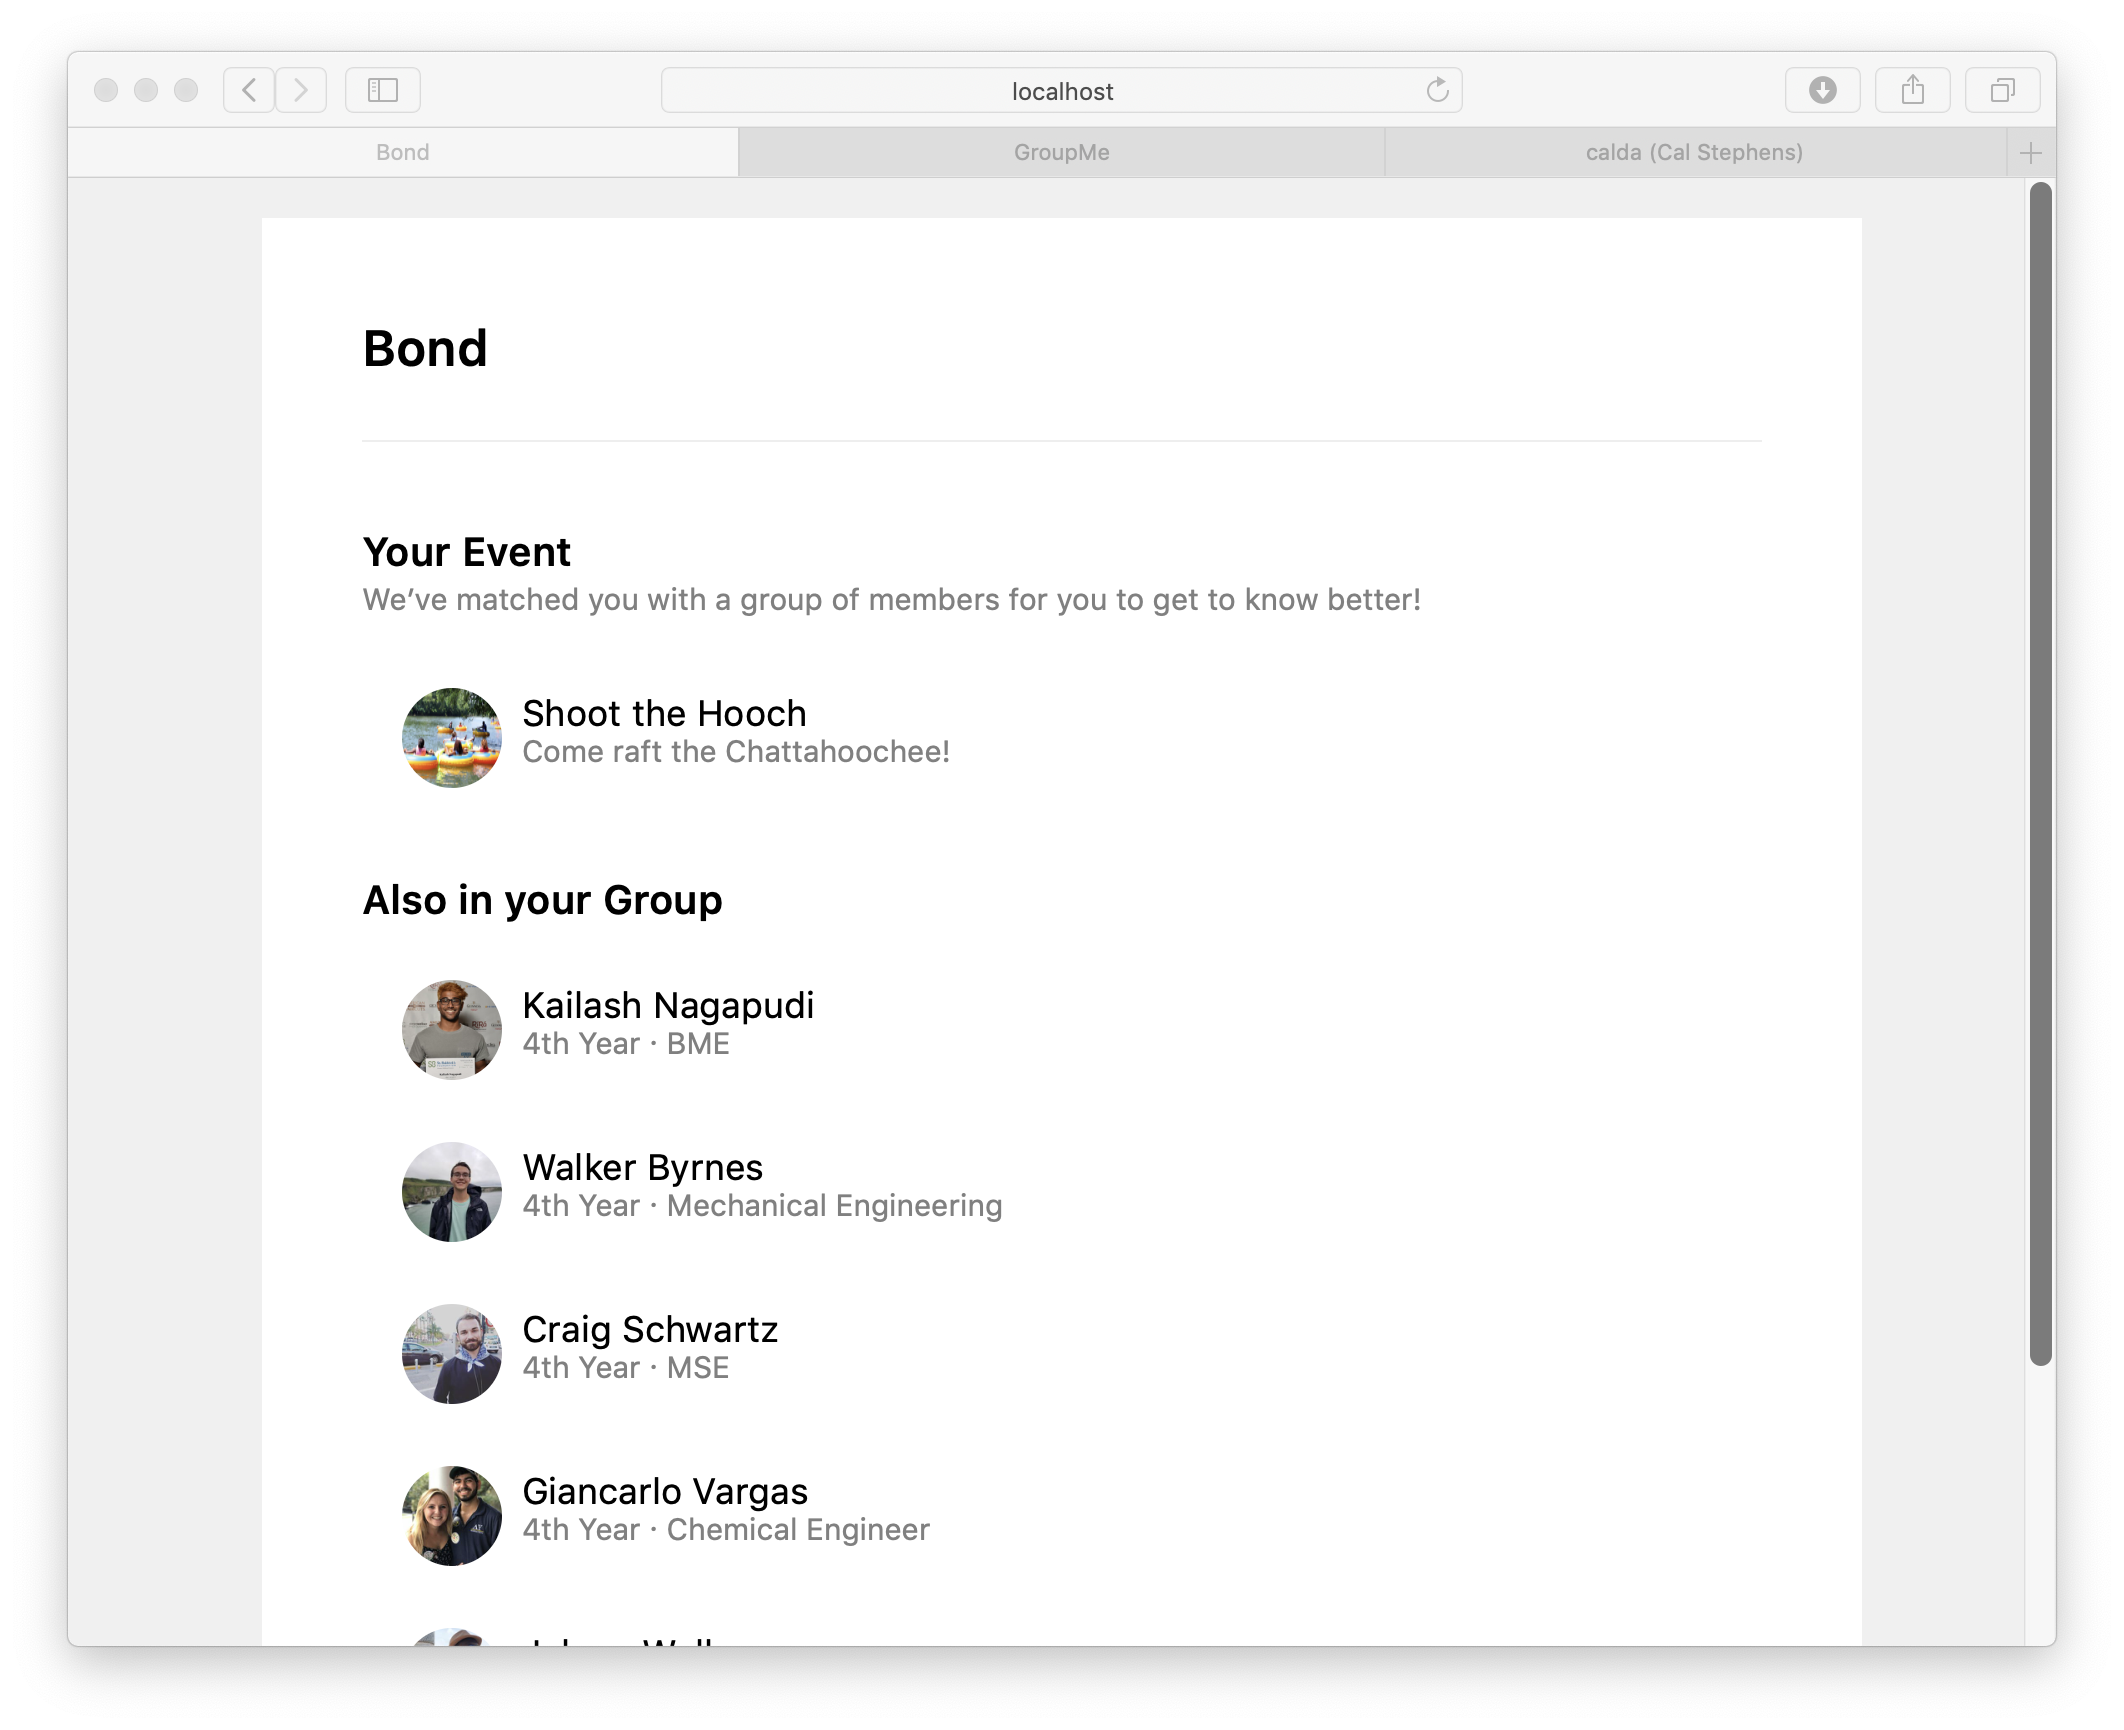 localhost
Bond
GroupMe
calda (Cal Stephens)
Bond
Your Event
We’ve matched you with a group of members for you to get to know better!
Shoot the Hooch
Come raft the Chattahoochee!
Also in your Group
Kailash Nagapudi
4th Year · BME
Walker Byrnes
4th Year · Mechanical Engineering
Craig Schwartz
4th Year · MSE
Giancarlo Vargas
4th Year · Chemical Engineer